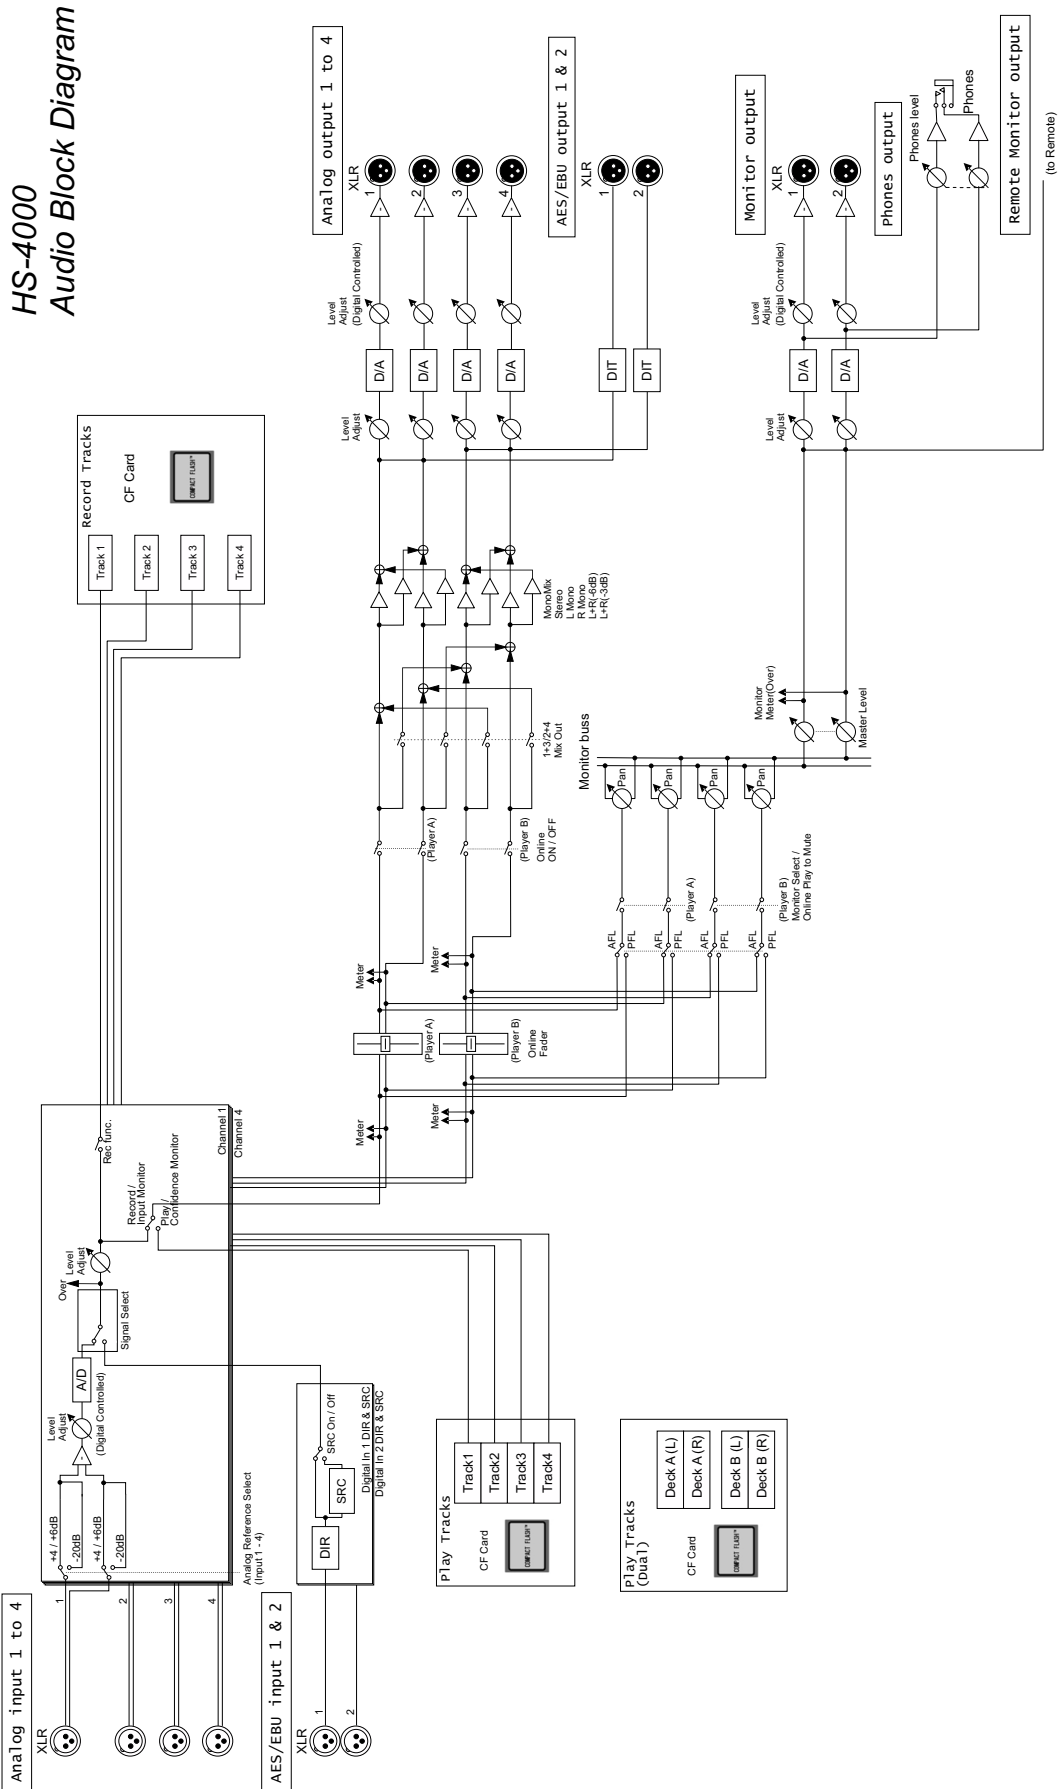 HS-4000
Audio Block Diagram
Analog input 1 to 4
XLR
1
2
3
4
+4 / +6dB
-20dB
+4 / +6dB
-20dB
Analog Reference Select
(Input 1 - 4)
-
Level
Adjust
(Digital Controlled)
A/D
Signal Select
Over
Level
Adjust
Record /
Input Monitor
Play /
Confidence Monitor
Rec func.
Channel 1
Channel 4
AES/EBU input 1 & 2
XLR
1
2
DIR
SRC
SRC On / Off
Digital In 1 DIR & SRC
Digital In 2 DIR & SRC
Play Tracks
CF Card
COMPACT FLASH™
Track1
Track2
Track3
Track4
Play Tracks
(Dual)
CF Card
COMPACT FLASH™
Deck A (L)
Deck A (R)
Deck B (L)
Deck B (R)
Record Tracks
Track 1
Track 2
Track 3
Track 4
CF Card
COMPACT FLASH™
Meter
Meter
(Player A)
(Player B)
Online
Fader
Meter
Meter
(Player A)
(Player B)
Online
ON / OFF
1+3/2+4
Mix Out
MonoMix
Stereo
L Mono
R Mono
L+R(-6dB)
L+R(-3dB)
Level
Adjust
D/A
D/A
D/A
D/A
Level
Adjust
(Digital Controlled)
-
-
-
-
1
2
3
4
XLR
Analog output 1 to 4
DIT
DIT
1
2
XLR
AES/EBU output 1 & 2
AFL
PFL
AFL
PFL
AFL
PFL
AFL
PFL
(Player A)
(Player B)
Monitor Select /
Online Play to Mute
Pan
Pan
Pan
Pan
Monitor buss
Monitor
Meter(Over)
Master Level
Level
Adjust
D/A
D/A
Level
Adjust
(Digital Controlled)
-
-
1
2
XLR
Monitor output
Phones output
Phones level
Phones
Remote Monitor output
(to Remote)